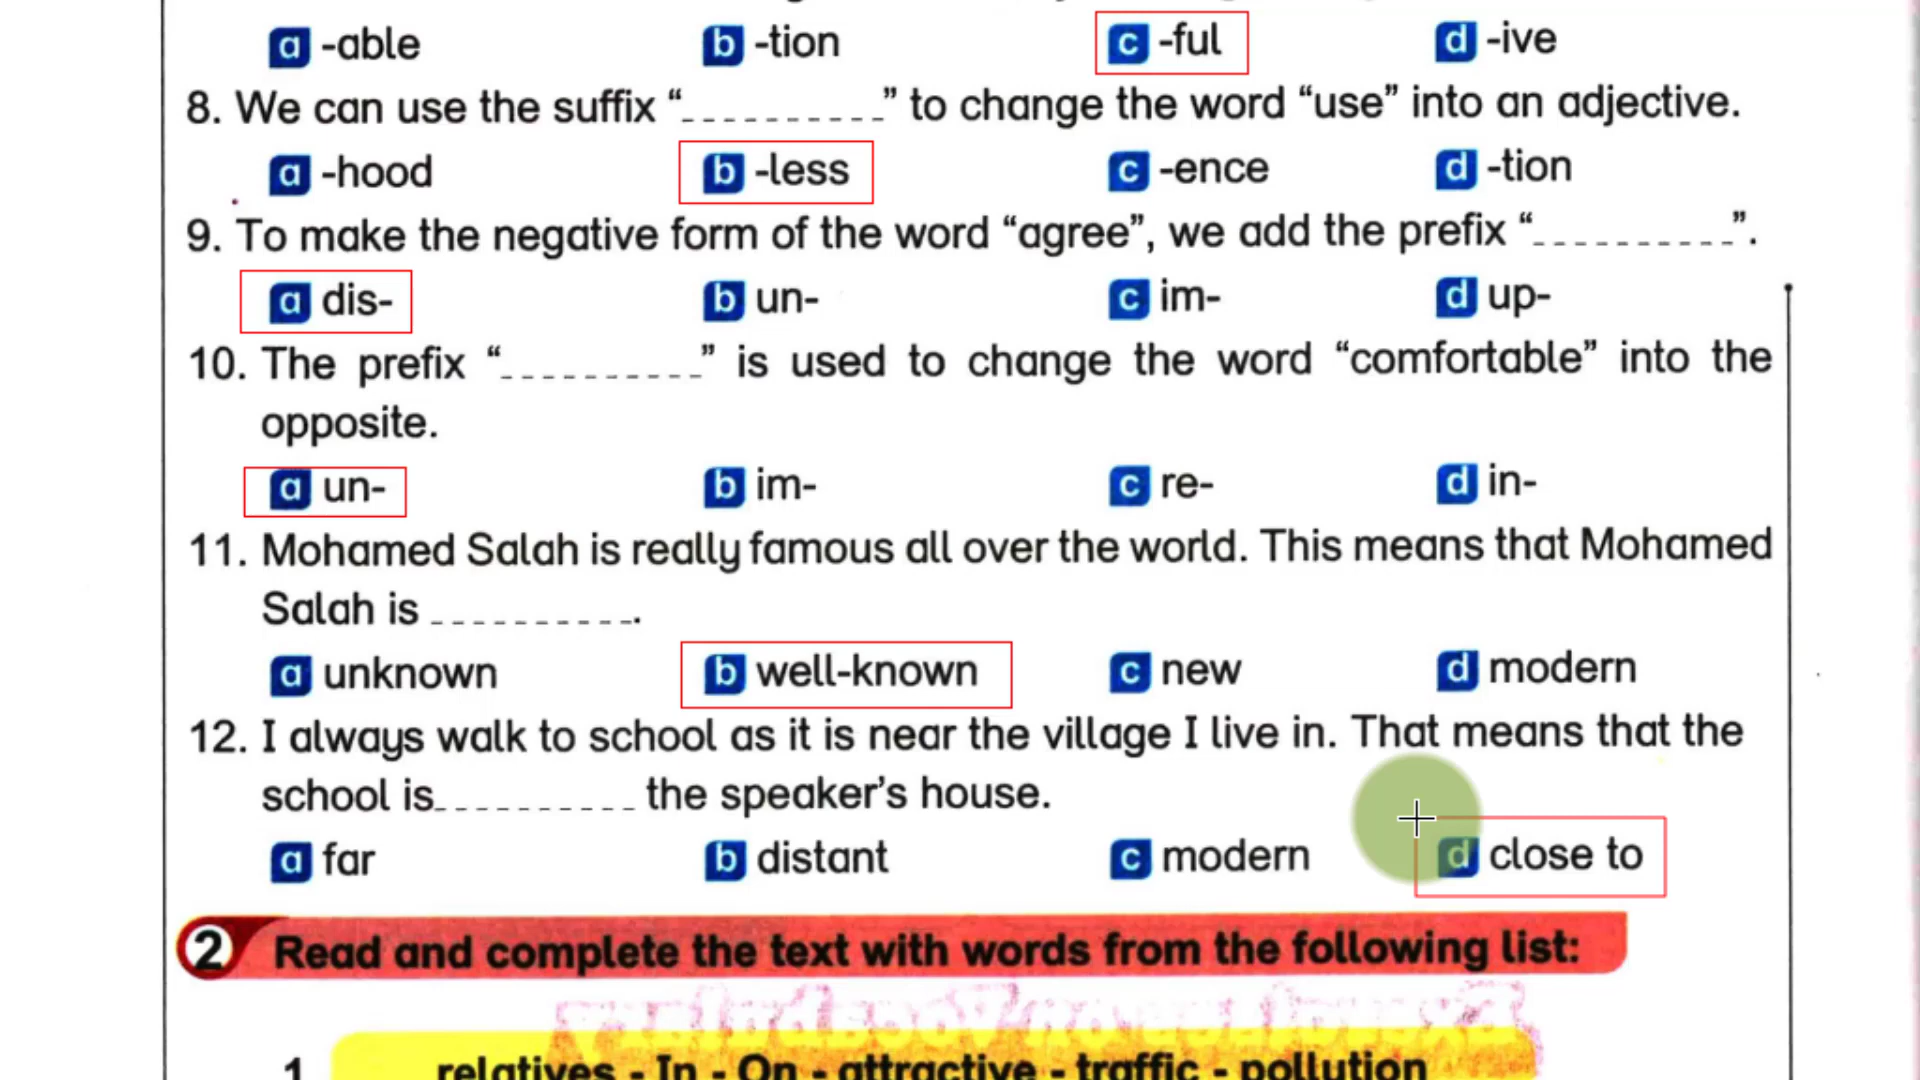 a -able b -tion c -ful d -ive
8. We can use the suffix “__________” to change the word “use” into an adjective.
a -hood b -less c -ence d -tion
9. To make the negative form of the word “agree”, we add the prefix “__________”.
a dis- b un- c im- d up-
10. The prefix “__________” is used to change the word “comfortable” into the
opposite.
a un- b im- c re- d in-
11. Mohamed Salah is really famous all over the world. This means that Mohamed
Salah is __________.
a unknown b well-known c new d modern
12. I always walk to school as it is near the village I live in. That means that the
school is__________ the speaker’s house.
a far b distant c modern d close to
2 Read and complete the text with words from the following list:
1 relatives - In - On - attractive - traffic - pollution